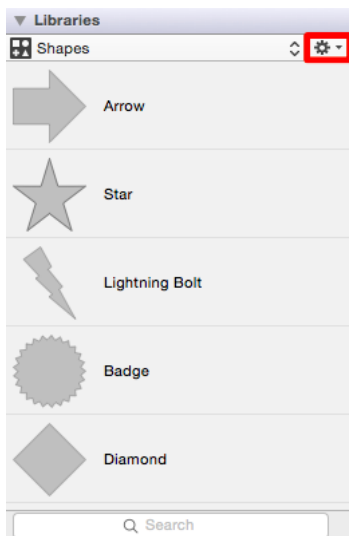 Libraries
Shapes
Arrow
Star
Lightning Bolt
Badge
Diamond
Search